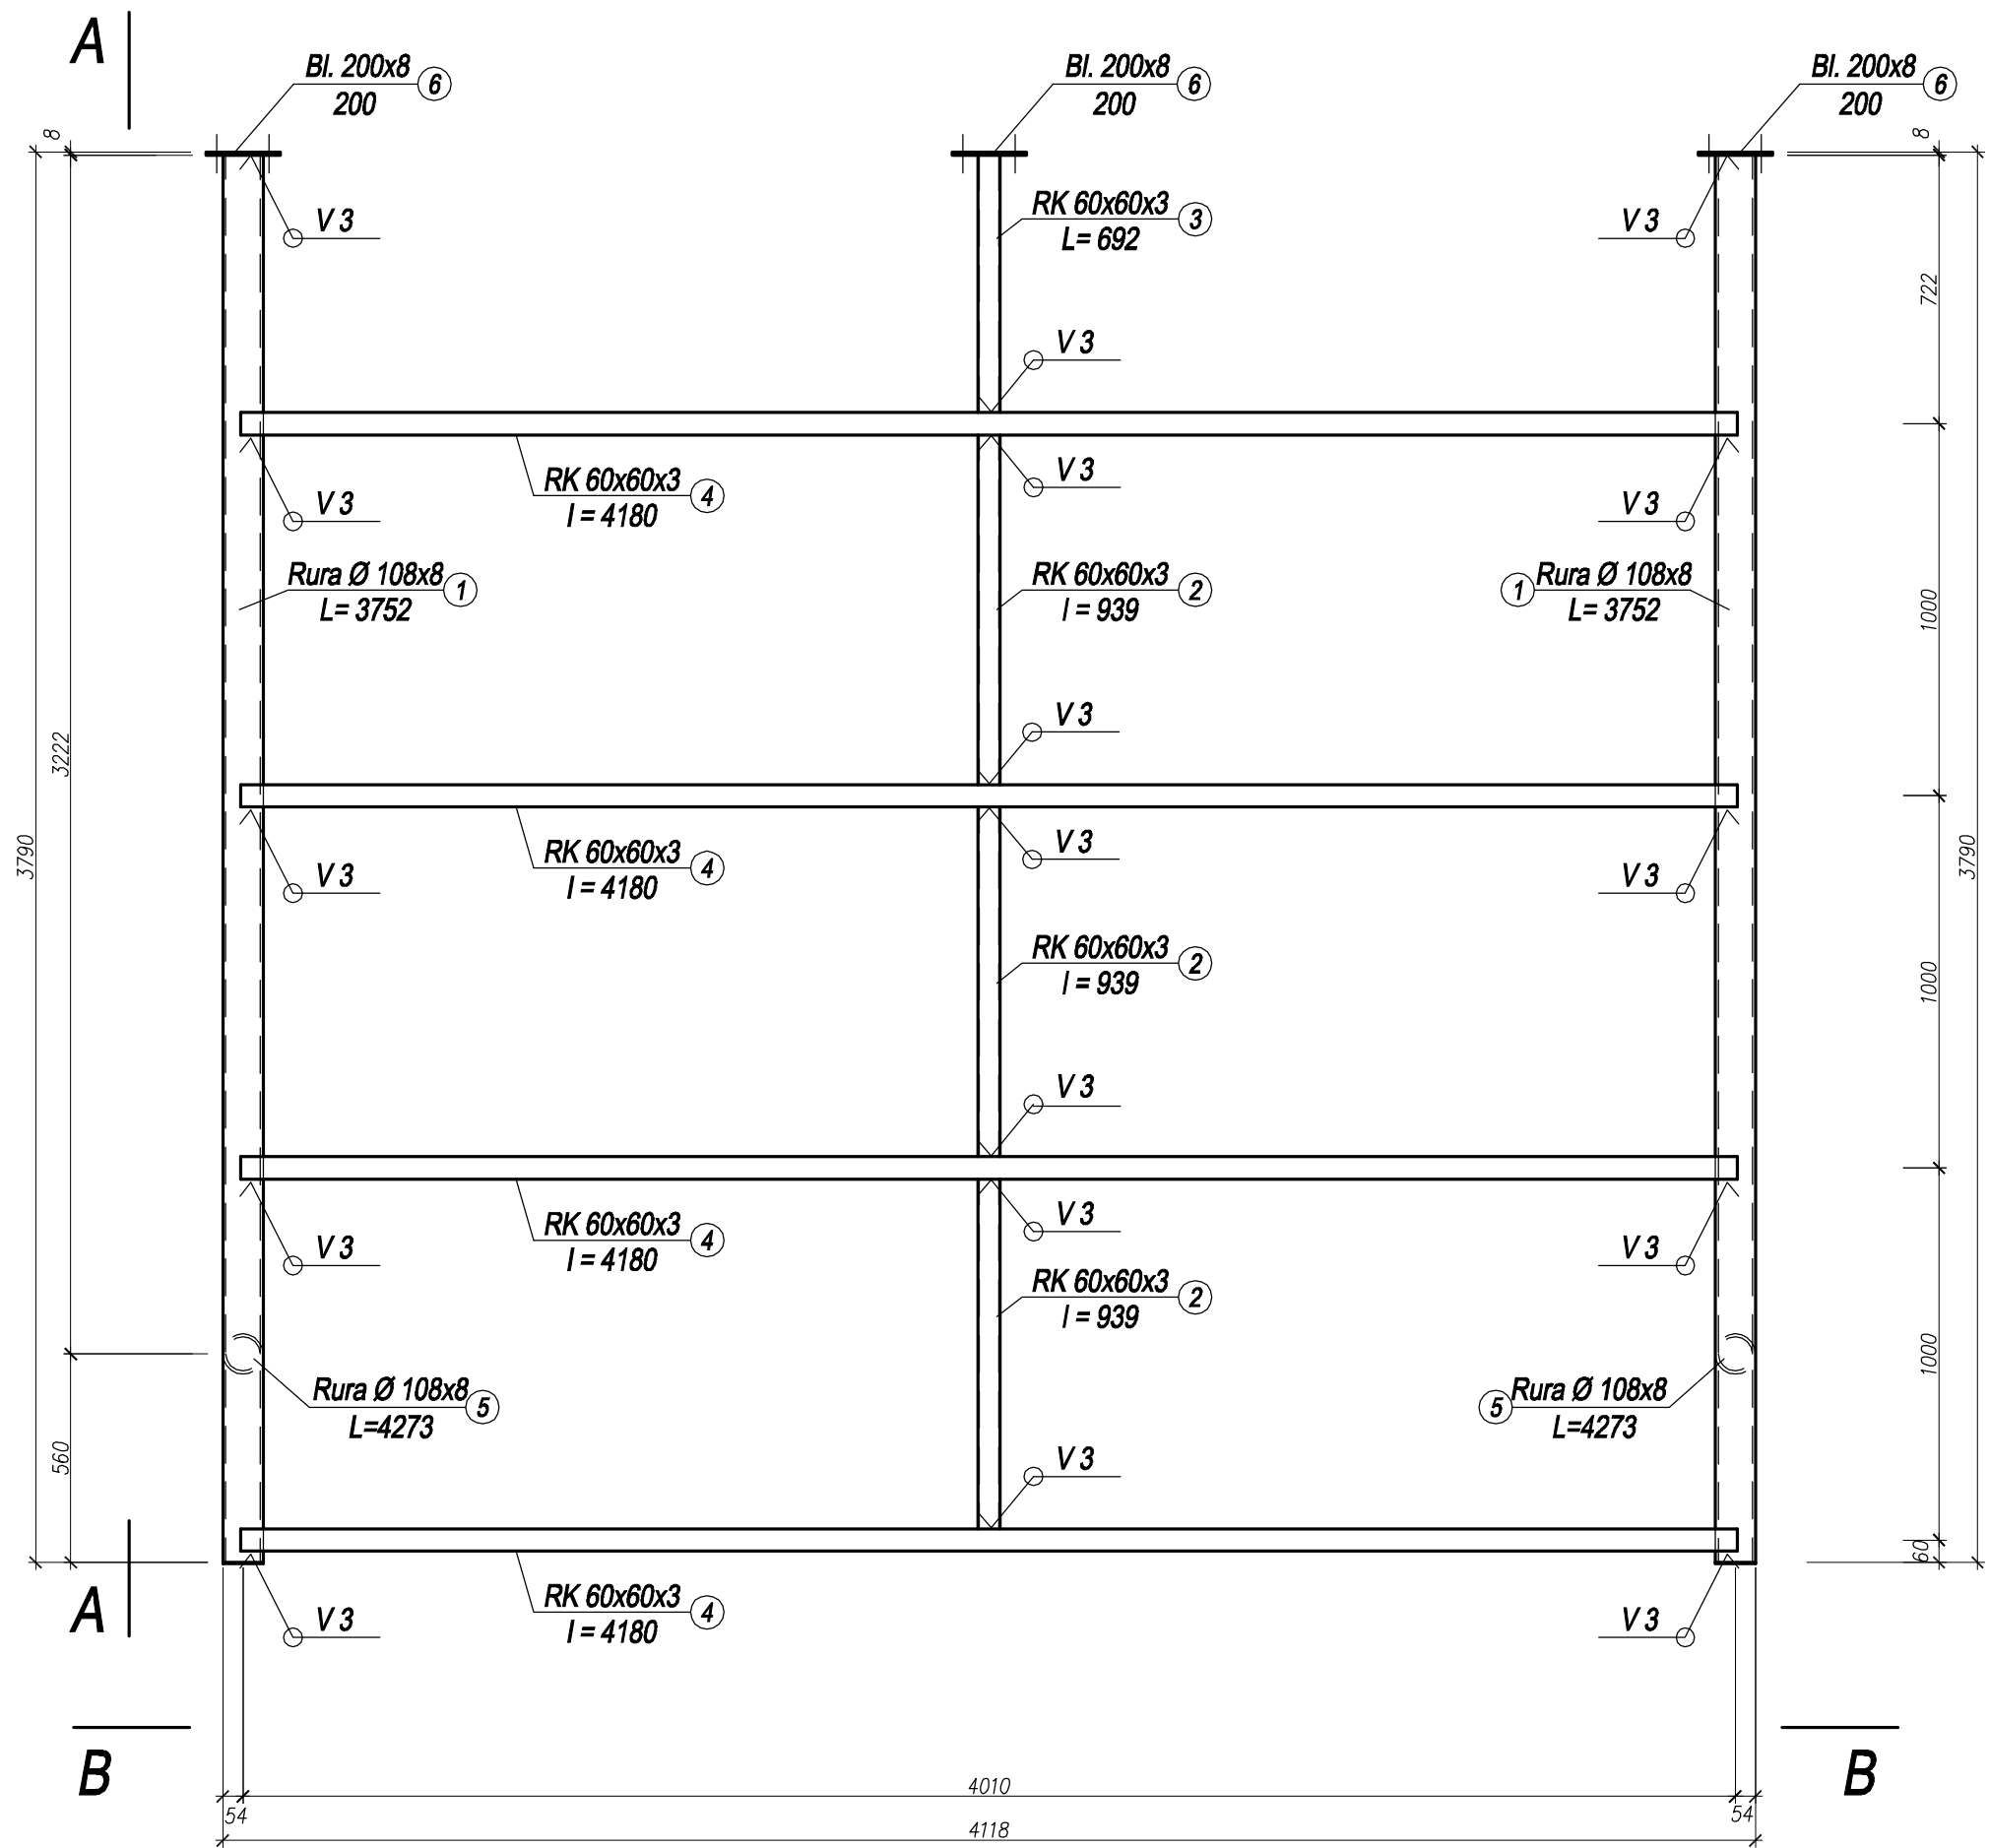 A
Bl. 200x8 6
200
Bl. 200x8 6
200
Bl. 200x8 6
200
8
8
V 3
RK 60x60x3 3
L= 692
V 3
722
V 3
V 3
RK 60x60x3 4
l = 4180
V 3
V 3
Rura Ø 108x8 1
L= 3752
RK 60x60x3 2
l = 939
1 Rura Ø 108x8
L= 3752
1000
3222
V 3
3790
3790
RK 60x60x3 4
l = 4180
V 3
V 3
V 3
RK 60x60x3 2
l = 939
1000
V 3
RK 60x60x3 4
l = 4180
V 3
V 3
V 3
RK 60x60x3 2
l = 939
1000
Rura Ø 108x8 5
L=4273
5 Rura Ø 108x8
L=4273
560
V 3
60
A
RK 60x60x3 4
l = 4180
V 3
V 3
B
B
4010
54
54
4118